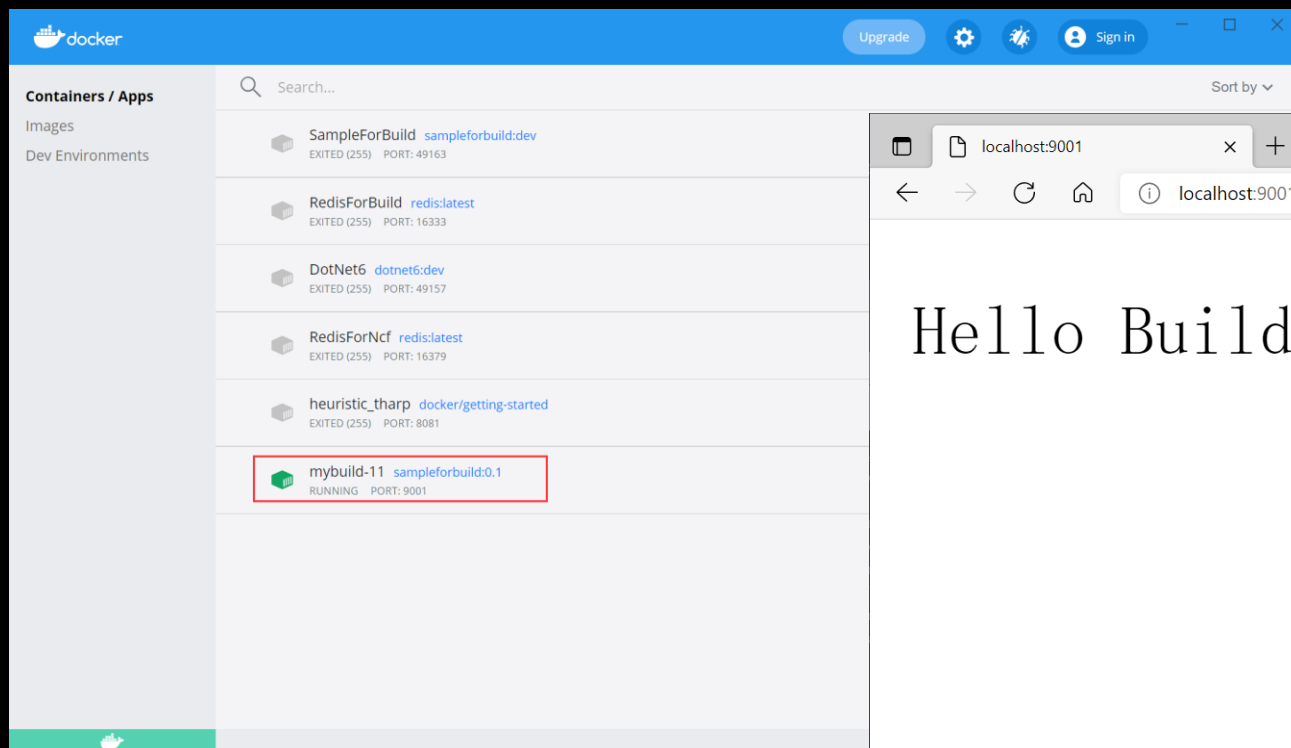 docker
Upgrade
Sign in
Containers / Apps
Images
Dev Environments
Search...
Sort by
SampleForBuild sampleforbuild:dev
EXITED (255) PORT: 49163
RedisForBuild redis:latest
EXITED (255) PORT: 16333
DotNet6 dotnet6:dev
EXITED (255) PORT: 49157
RedisForNcf redis:latest
EXITED (255) PORT: 16379
heuristic_tharp docker/getting-started
EXITED (255) PORT: 8081
mybuild-11 sampleforbuild:0.1
RUNNING PORT: 9001
localhost:9001
localhost:9001
Hello Build